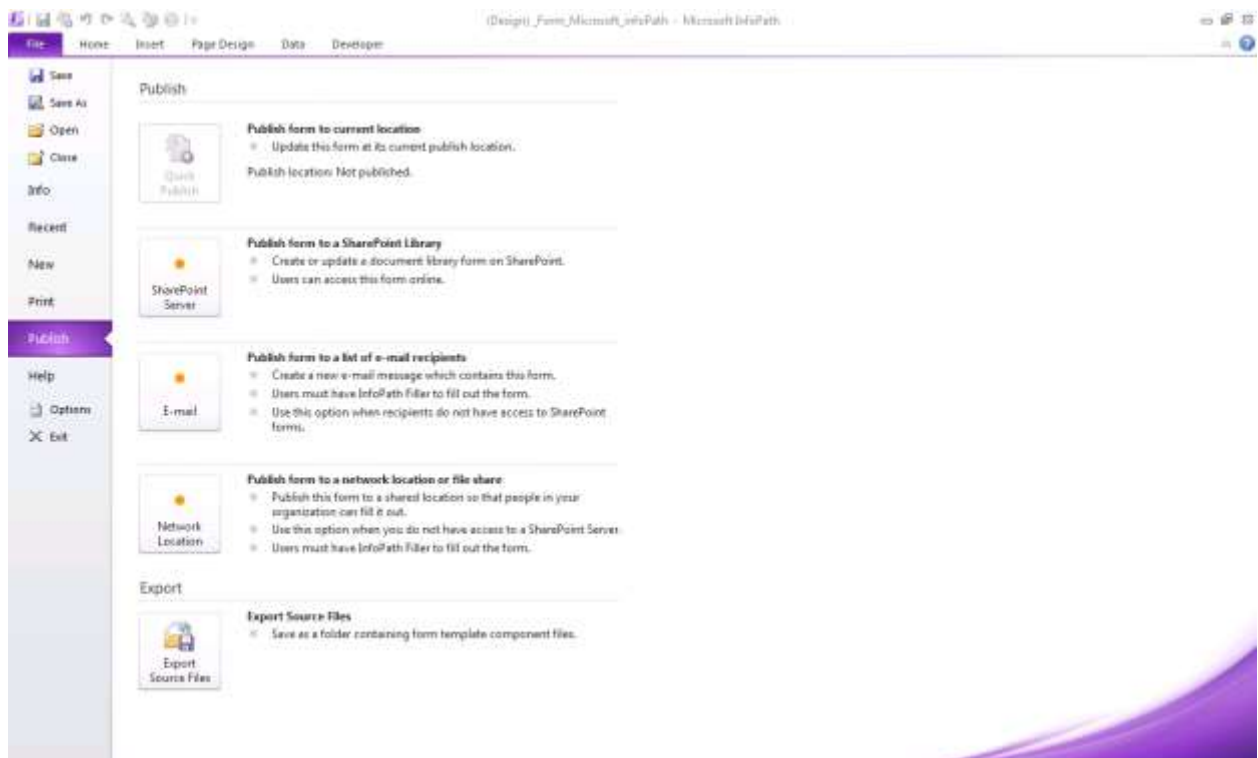 (Design) _Form_Microsoft_infoPath - Microsoft InfoPath
File Home Insert Page Design Data Developer
Save
Save As
Open
Close
Info
Recent
New
Print
Publish
Help
Options
Exit
Publish
Quick
Publish
Publish form to current location
Update this form at its current publish location.
Publish location: Not published.
SharePoint
Server
Publish form to a SharePoint Library
Create or update a document library form on SharePoint.
Users can access this form online.
E-mail
Publish form to a list of e-mail recipients
Create a new e-mail message which contains this form.
Users must have InfoPath Filler to fill out the form.
Use this option when recipients do not have access to SharePoint
forms.
Network
Location
Publish form to a network location or file share
Publish this form to a shared location so that people in your
organization can fill it out.
Use this option when you do not have access to a SharePoint Server.
Users must have InfoPath Filler to fill out the form.
Export
Export
Source Files
Export Source Files
Save as a folder containing form template component files.